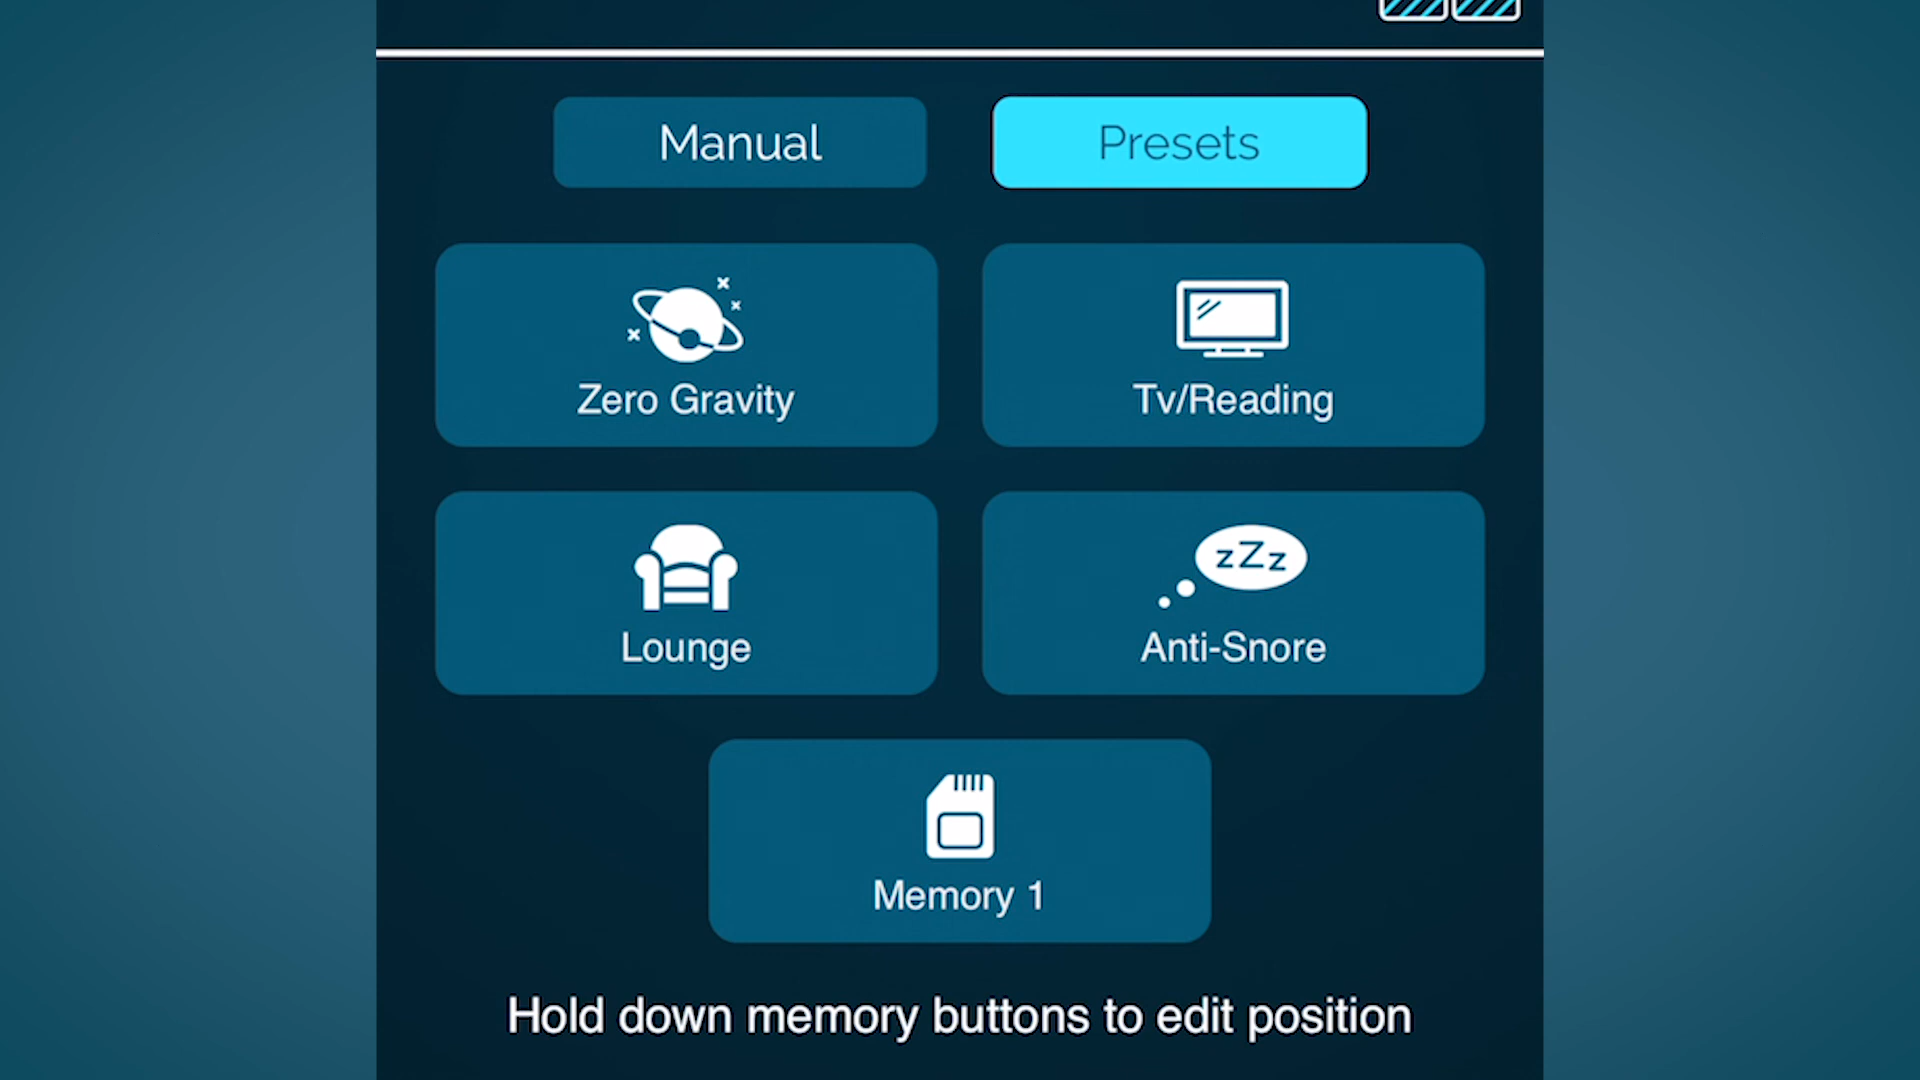 Manual
Presets
Zero Gravity
Tv/Reading
Lounge
zZz
Anti-Snore
Memory 1
Hold down memory buttons to edit position